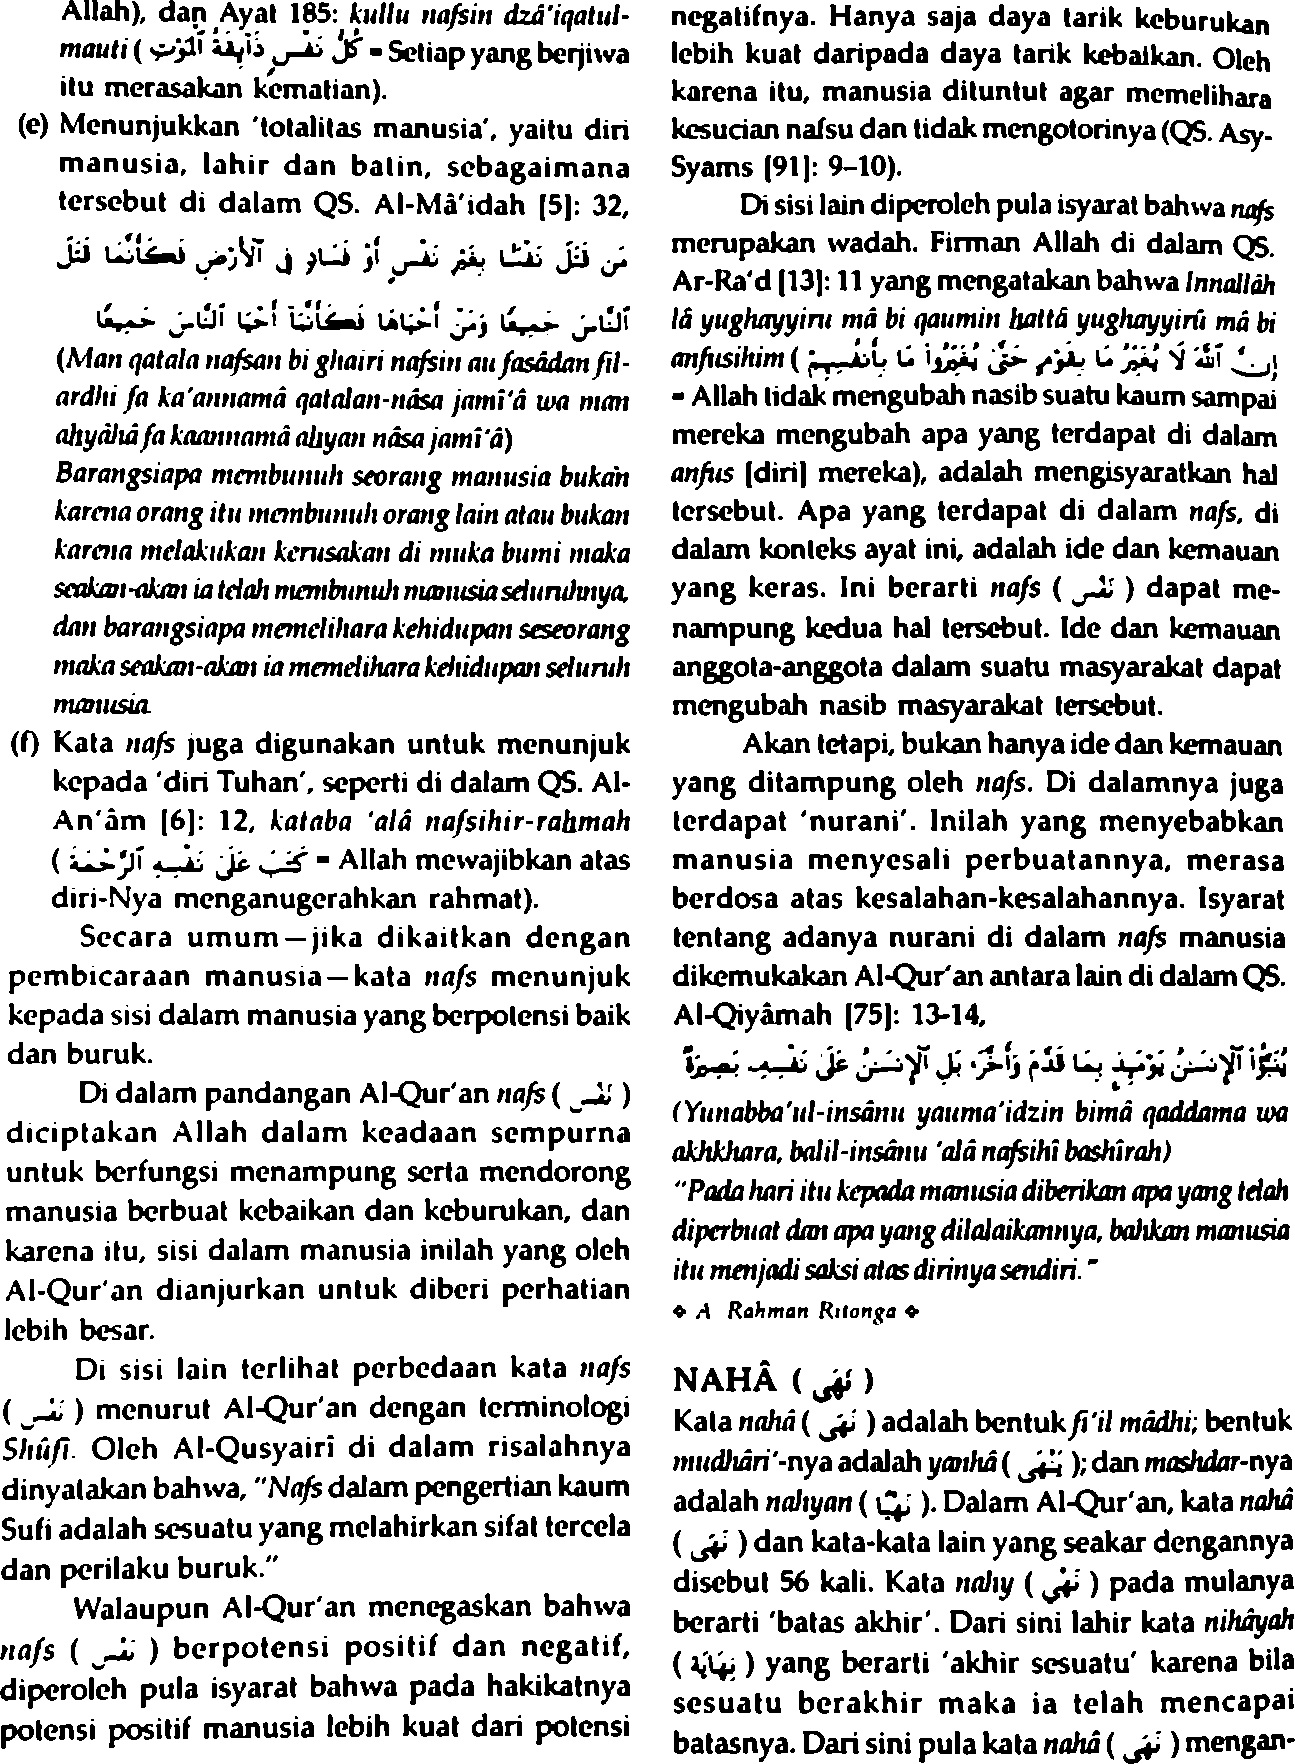 Allah), dan Ayat 185: kullu nafsin dzâ'iqatul-
mauti ( كُلُّ نَفْسٍ ذَآئِقَةُ ٱلْمَوْتِ = Setiap yang berjiwa
itu merasakan kematian).
(e) Menunjukkan 'totalitas manusia', yaitu diri
manusia, lahir dan batin, sebagaimana
tersebut di dalam QS. Al-Mâ'idah [5]: 32,
مَن قَتَلَ نَفْسًۢا بِغَيْرِ نَفْسٍ أَوْ فَسَادٍ فِى ٱلْأَرْضِ فَكَأَنَّمَا قَتَلَ
ٱلنَّاسَ جَمِيعًا وَمَنْ أَحْيَاهَا فَكَأَنَّمَآ أَحْيَا ٱلنَّاسَ جَمِيعًا
(Man qatala nafsan bi ghairi nafsin au fasâdan fil-
ardhi fa ka'annamâ qatalan-nâsa jamî'â wa man
ahyâhâ fa kaannamâ ahyan nâsa jamî'â)
Barangsiapa membunuh seorang manusia bukan
karena orang itu membunuh orang lain atau bukan
karena melakukan kerusakan di muka bumi maka
seakan-akan ia telah membunuh manusia seluruhnya,
dan barangsiapa memelihara kehidupan seseorang
maka seakan-akan ia memelihara kehidupan seluruh
manusia.
(f) Kata nafs juga digunakan untuk menunjuk
kepada 'diri Tuhan', seperti di dalam QS. Al-
An'âm [6]: 12, kataba 'alâ nafsihir-rahmah
( كَتَبَ عَلَىٰ نَفْسِهِ ٱلرَّحْمَةَ = Allah mewajibkan atas
diri-Nya menganugerahkan rahmat).
Secara umum—jika dikaitkan dengan
pembicaraan manusia—kata nafs menunjuk
kepada sisi dalam manusia yang berpotensi baik
dan buruk.
Di dalam pandangan Al-Qur'an nafs ( نَفْس )
diciptakan Allah dalam keadaan sempurna
untuk berfungsi menampung serta mendorong
manusia berbuat kebaikan dan keburukan, dan
karena itu, sisi dalam manusia inilah yang oleh
Al-Qur'an dianjurkan untuk diberi perhatian
lebih besar.
Di sisi lain terlihat perbedaan kata nafs
( نَفْس ) menurut Al-Qur'an dengan terminologi
Shûfi. Oleh Al-Qusyairî di dalam risalahnya
dinyatakan bahwa, "Nafs dalam pengertian kaum
Sufi adalah sesuatu yang melahirkan sifat tercela
dan perilaku buruk."
Walaupun Al-Qur'an menegaskan bahwa
nafs ( نَفْس ) berpotensi positif dan negatif,
diperoleh pula isyarat bahwa pada hakikatnya
potensi positif manusia lebih kuat dari potensi
negatifnya. Hanya saja daya tarik keburukan
lebih kuat daripada daya tarik kebaikan. Oleh
karena itu, manusia dituntut agar memelihara
kesucian nafsu dan tidak mengotorinya (QS. Asy-
Syams [91]: 9–10).
Di sisi lain diperoleh pula isyarat bahwa nafs
merupakan wadah. Firman Allah di dalam QS.
Ar-Ra'd [13]: 11 yang mengatakan bahwa Innallâh
lâ yughayyiru mâ bi qaumin hattâ yughayyirû mâ bi
anfusihim ( إِنَّ ٱللَّهَ لَا يُغَيِّرُ مَا بِقَوْمٍ حَتَّىٰ يُغَيِّرُوا۟ مَا بِأَنفُسِهِمْ
= Allah tidak mengubah nasib suatu kaum sampai
mereka mengubah apa yang terdapat di dalam
anfus [diri] mereka), adalah mengisyaratkan hal
tersebut. Apa yang terdapat di dalam nafs, di
dalam konteks ayat ini, adalah ide dan kemauan
yang keras. Ini berarti nafs ( نَفْس ) dapat me-
nampung kedua hal tersebut. Ide dan kemauan
anggota-anggota dalam suatu masyarakat dapat
mengubah nasib masyarakat tersebut.
Akan tetapi, bukan hanya ide dan kemauan
yang ditampung oleh nafs. Di dalamnya juga
terdapat 'nurani'. Inilah yang menyebabkan
manusia menyesali perbuatannya, merasa
berdosa atas kesalahan-kesalahannya. Isyarat
tentang adanya nurani di dalam nafs manusia
dikemukakan Al-Qur'an antara lain di dalam QS.
Al-Qiyâmah [75]: 13-14,
يُنَبَّؤُا۟ ٱلْإِنسَـٰنُ يَوْمَئِذٍۭ بِمَا قَدَّمَ وَأَخَّرَ بَلِ ٱلْإِنسَـٰنُ عَلَىٰ نَفْسِهِۦ بَصِيرَةٌ
(Yunabba'ul-insânu yauma'idzin bimâ qaddama wa
akhkhara, balil-insânu 'alâ nafsihî bashîrah)
"Pada hari itu kepada manusia diberikan apa yang telah
diperbuat dan apa yang dilalaikannya, bahkan manusia
itu menjadi saksi atas dirinya sendiri."
❖ A Rahman Ritonga ❖
NAHÂ ( نَهَى )
Kata nahâ ( نَهَى ) adalah bentuk fi'il mâdhi; bentuk
mudhâri'-nya adalah yanhâ ( يَنْهَى ); dan mashdar-nya
adalah nahyan ( نَهْيًا ). Dalam Al-Qur'an, kata nahâ
( نَهَى ) dan kata-kata lain yang seakar dengannya
disebut 56 kali. Kata nahy ( نَهْي ) pada mulanya
berarti 'batas akhir'. Dari sini lahir kata nihâyah
( نِهَايَة ) yang berarti 'akhir sesuatu' karena bila
sesuatu berakhir maka ia telah mencapai
batasnya. Dari sini pula kata nahâ ( نَهَى ) mengan-